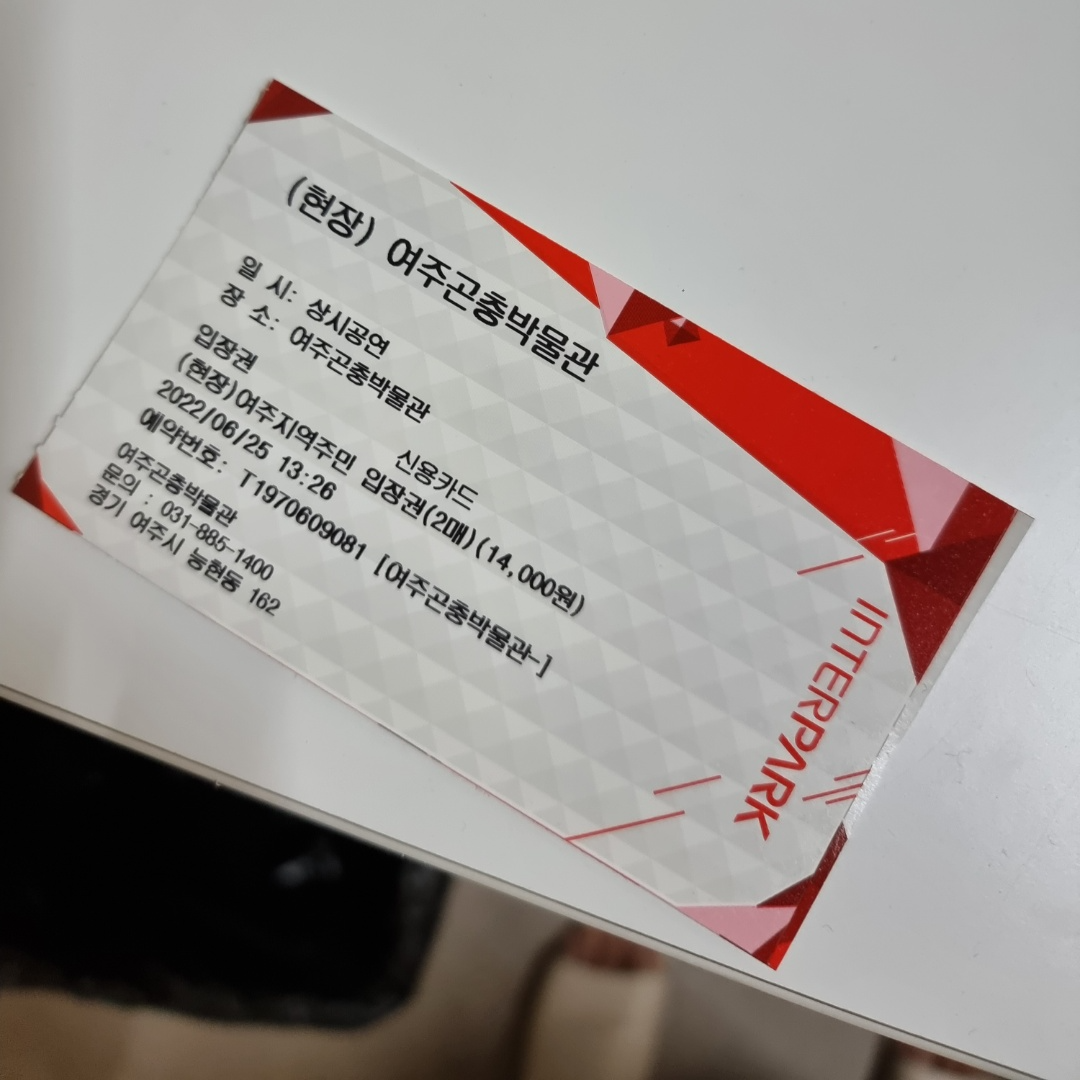 (현장) 여주곤충박물관
일 시: 상시공연
장 소: 여주곤충박물관
입장권 신용카드
(현장)여주지역주민 입장권(2매)(14,000원)
2022/06/25 13:26
예약번호: T1970609081 [여주곤충박물관-]
여주곤충박물관
문의 : 031-885-1400
경기 여주시 능현동 162
INTERPARK